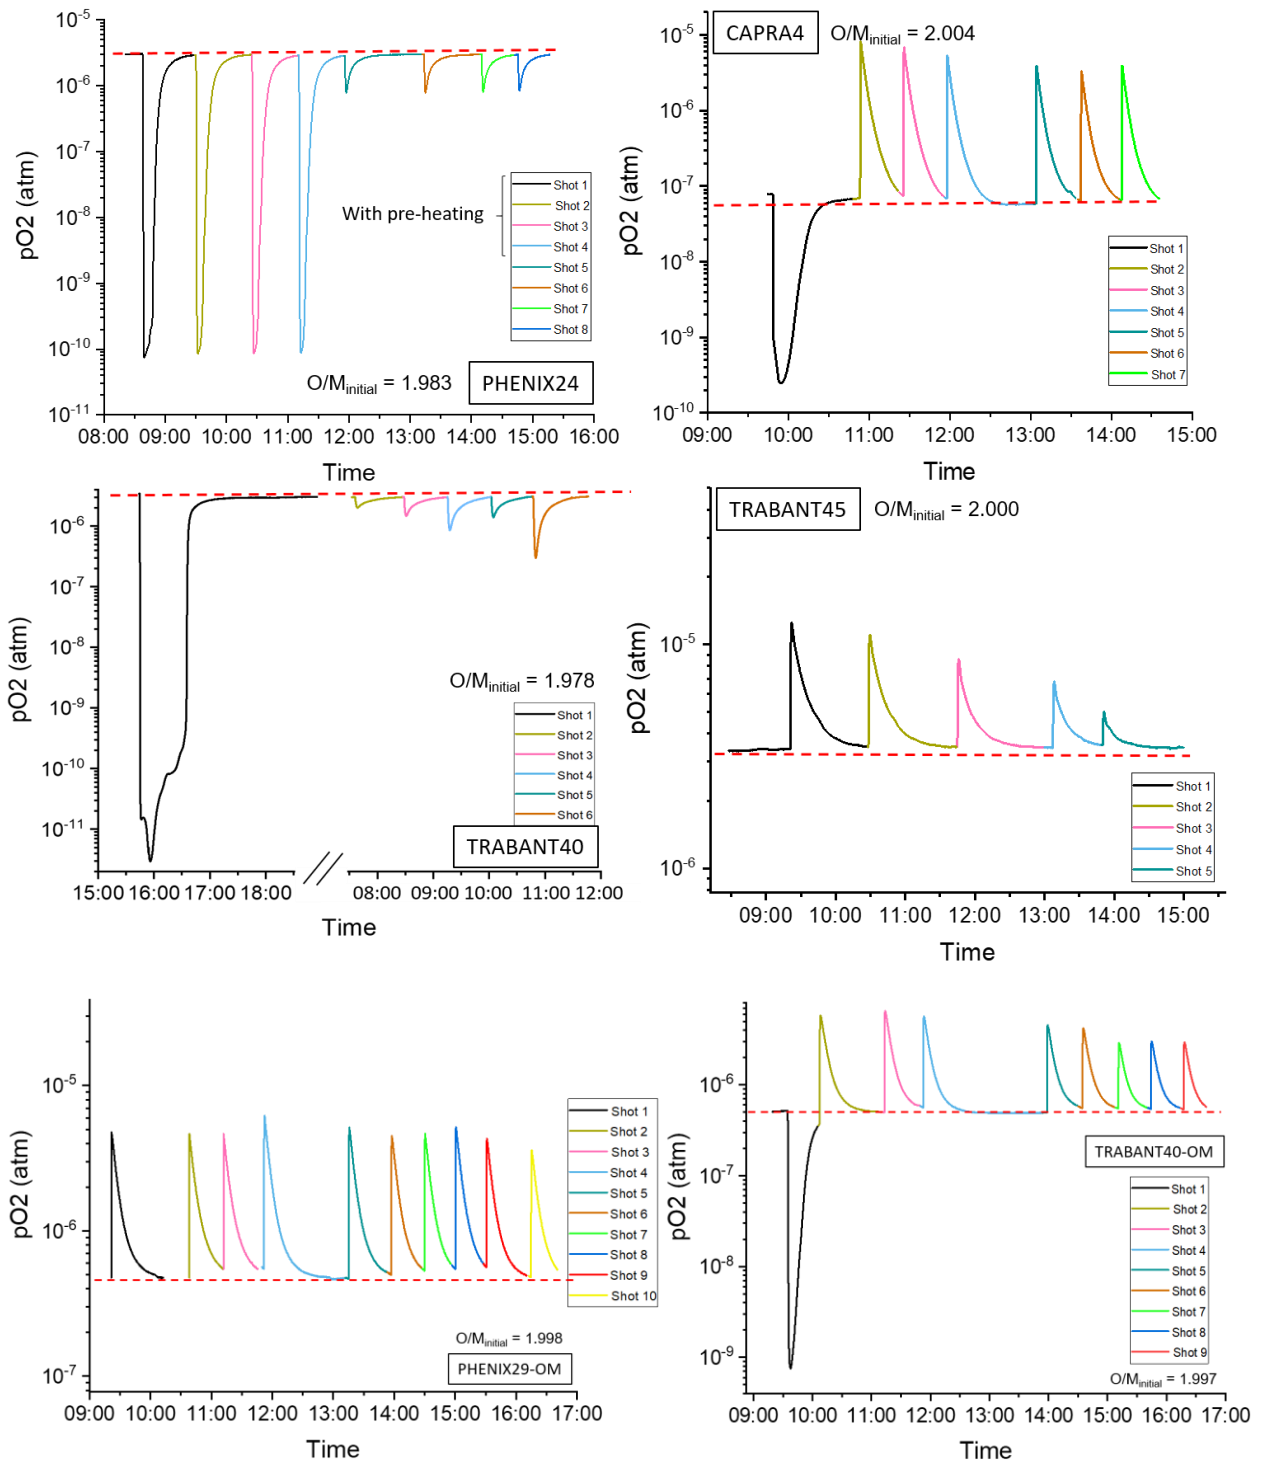 10-5
10-6
10-7
10-8
10-9
10-10
10-11
pO2 (atm)
With pre-heating
Shot 1
Shot 2
Shot 3
Shot 4
Shot 5
Shot 6
Shot 7
Shot 8
O/Minitial = 1.983
PHENIX24
08:00 09:00 10:00 11:00 12:00 13:00 14:00 15:00 16:00
Time
CAPRA4
O/Minitial = 2.004
10-5
10-6
10-7
10-8
10-9
10-10
pO2 (atm)
Shot 1
Shot 2
Shot 3
Shot 4
Shot 5
Shot 6
Shot 7
09:00 10:00 11:00 12:00 13:00 14:00 15:00
Time
10-6
10-7
10-8
10-9
10-10
10-11
pO2 (atm)
O/Minitial = 1.978
Shot 1
Shot 2
Shot 3
Shot 4
Shot 5
Shot 6
TRABANT40
15:00 16:00 17:00 18:00 08:00 09:00 10:00 11:00 12:00
Time
TRABANT45
O/Minitial = 2.000
10-5
10-6
pO2 (atm)
Shot 1
Shot 2
Shot 3
Shot 4
Shot 5
09:00 10:00 11:00 12:00 13:00 14:00 15:00
Time
10-5
10-6
10-7
pO2 (atm)
Shot 1
Shot 2
Shot 3
Shot 4
Shot 5
Shot 6
Shot 7
Shot 8
Shot 9
Shot 10
O/Minitial = 1.998
PHENIX29-OM
09:00 10:00 11:00 12:00 13:00 14:00 15:00 16:00 17:00
Time
10-6
10-7
10-8
10-9
pO2 (atm)
TRABANT40-OM
Shot 1
Shot 2
Shot 3
Shot 4
Shot 5
Shot 6
Shot 7
Shot 8
Shot 9
O/Minitial = 1.997
09:00 10:00 11:00 12:00 13:00 14:00 15:00 16:00 17:00
Time